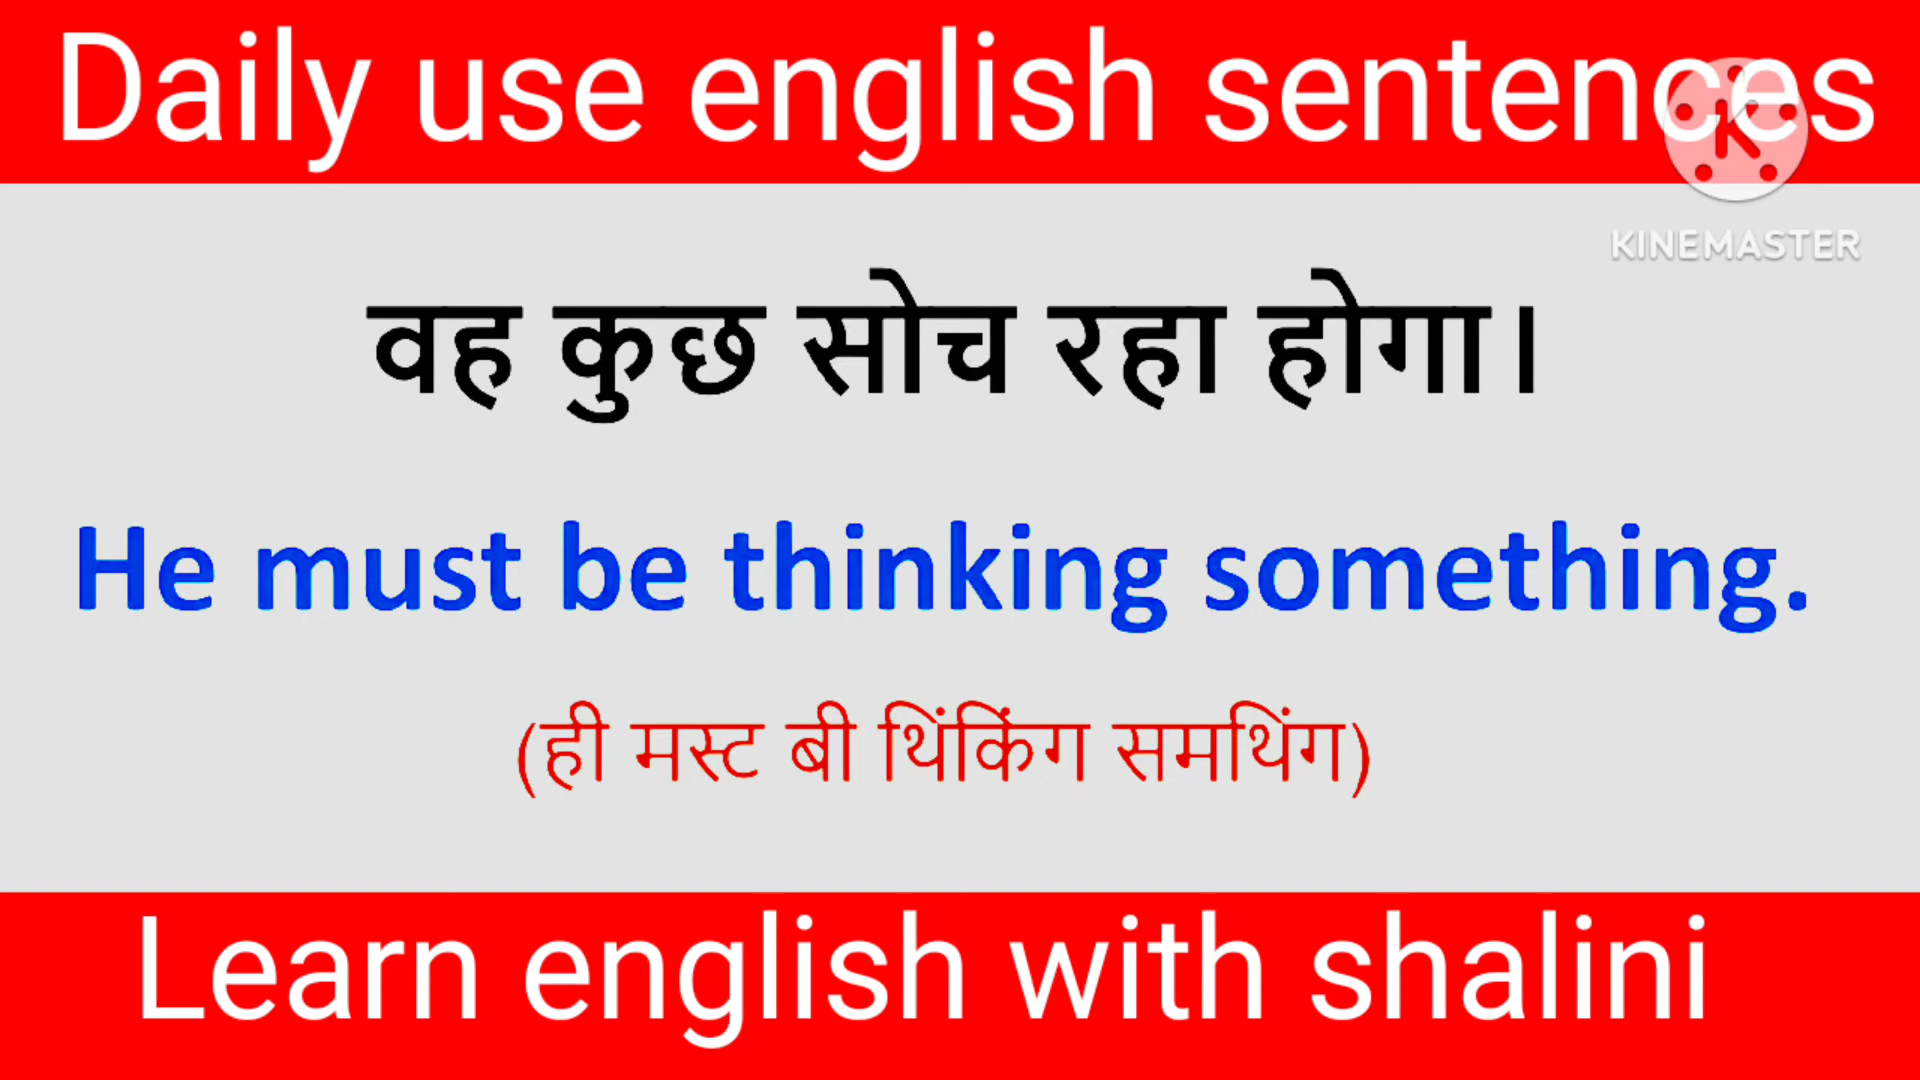 Daily use english sentences
KINEMASTER
वह कुछ सोच रहा होगा।
He must be thinking something.
(ही मस्ट बी थिंकिंग समथिंग)
Learn english with shalini